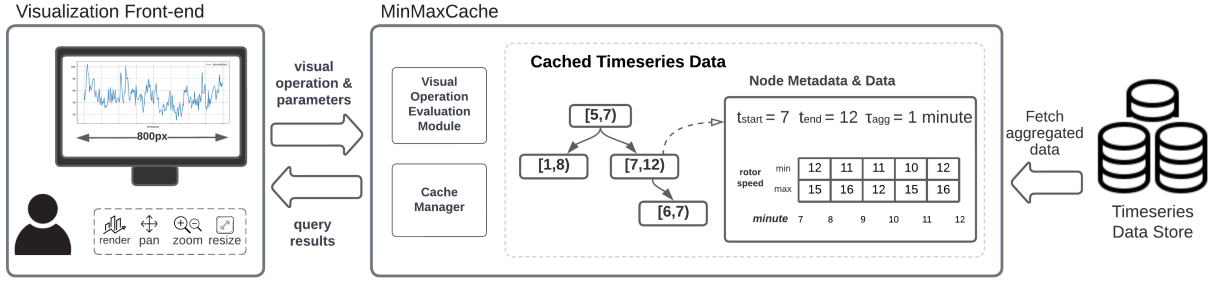 Visualization Front-end
800px
render pan zoom resize
visual
operation &
parameters
query
results
MinMaxCache
Visual
Operation
Evaluation
Module
Cache
Manager
Cached Timeseries Data
[5,7)
[1,8)
[7,12)
[6,7)
Node Metadata & Data
tstart = 7 tend = 12 τagg = 1 minute
rotor
speed
min 12 11 11 10 12
max 15 16 12 15 16
minute 7 8 9 10 11 12
Fetch
aggregated
data
Timeseries
Data Store